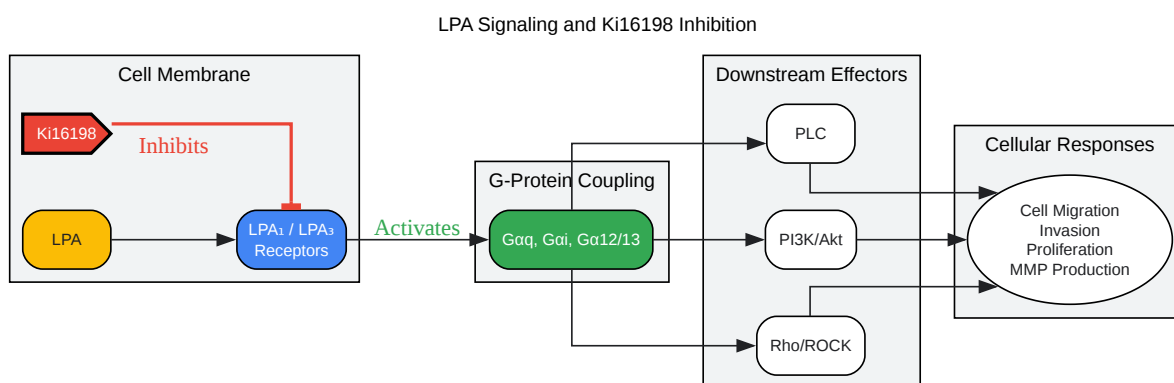 LPA Signaling and Ki16198 Inhibition
Cell Membrane
Ki16198
Inhibits
LPA
LPA₁ / LPA₃
Receptors
Activates
G-Protein Coupling
Gαq, Gαi, Gα12/13
Downstream Effectors
PLC
PI3K/Akt
Rho/ROCK
Cellular Responses
Cell Migration
Invasion
Proliferation
MMP Production